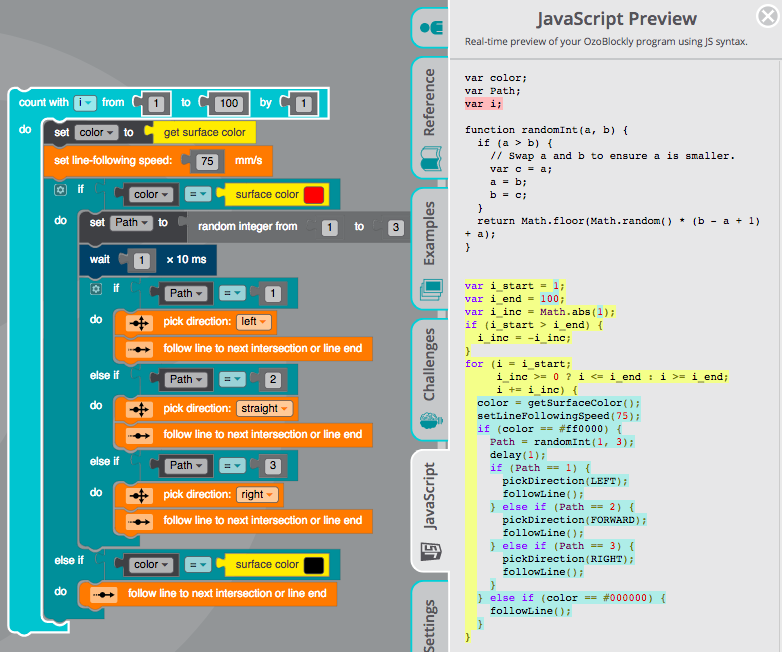 count with i from 1 to 100 by 1
do set color to get surface color
set line-following speed: 75 mm/s
if color = surface color
do set Path to random integer from 1 to 3
wait 1 × 10 ms
if Path = 1
do pick direction: left
follow line to next intersection or line end
else if Path = 2
do pick direction: straight
follow line to next intersection or line end
else if Path = 3
do pick direction: right
follow line to next intersection or line end
else if color = surface color
do follow line to next intersection or line end
Reference
Examples
Challenges
JavaScript
Settings
JavaScript Preview
Real-time preview of your OzoBlockly program using JS syntax.
var color;
var Path;
var i;
function randomInt(a, b) {
if (a > b) {
// Swap a and b to ensure a is smaller.
var c = a;
a = b;
b = c;
}
return Math.floor(Math.random() * (b - a + 1)
+ a);
}
var i_start = 1;
var i_end = 100;
var i_inc = Math.abs(1);
if (i_start > i_end) {
i_inc = -i_inc;
}
for (i = i_start;
i_inc >= 0 ? i <= i_end : i >= i_end;
i += i_inc) {
color = getSurfaceColor();
setLineFollowingSpeed(75);
if (color == #ff0000) {
Path = randomInt(1, 3);
delay(1);
if (Path == 1) {
pickDirection(LEFT);
followLine();
} else if (Path == 2) {
pickDirection(FORWARD);
followLine();
} else if (Path == 3) {
pickDirection(RIGHT);
followLine();
}
} else if (color == #000000) {
followLine();
}
}